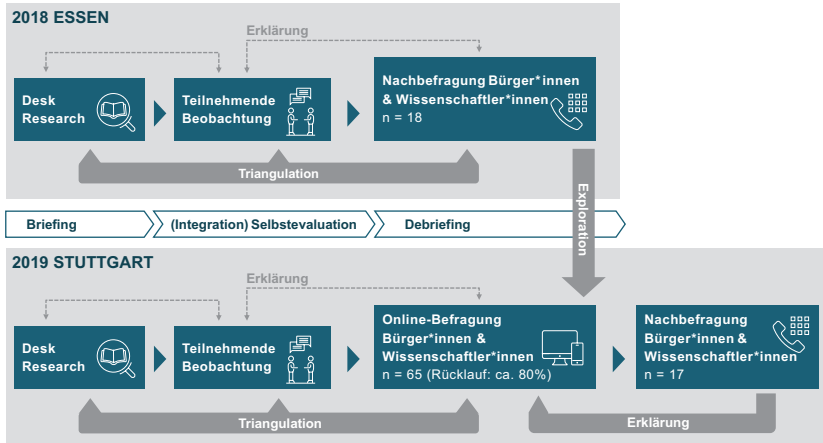 2018 ESSEN
Erklärung
Desk
Research
Teilnehmende
Beobachtung
Nachbefragung Bürger*innen
& Wissenschaftler*innen
n = 18
Triangulation
Exploration
Briefing
(Integration) Selbstevaluation
Debriefing
2019 STUTTGART
Erklärung
Desk
Research
Teilnehmende
Beobachtung
Online-Befragung
Bürger*innen &
Wissenschaftler*innen
n = 65 (Rücklauf: ca. 80%)
Nachbefragung
Bürger*innen &
Wissenschaftler*innen
n = 17
Triangulation
Erklärung